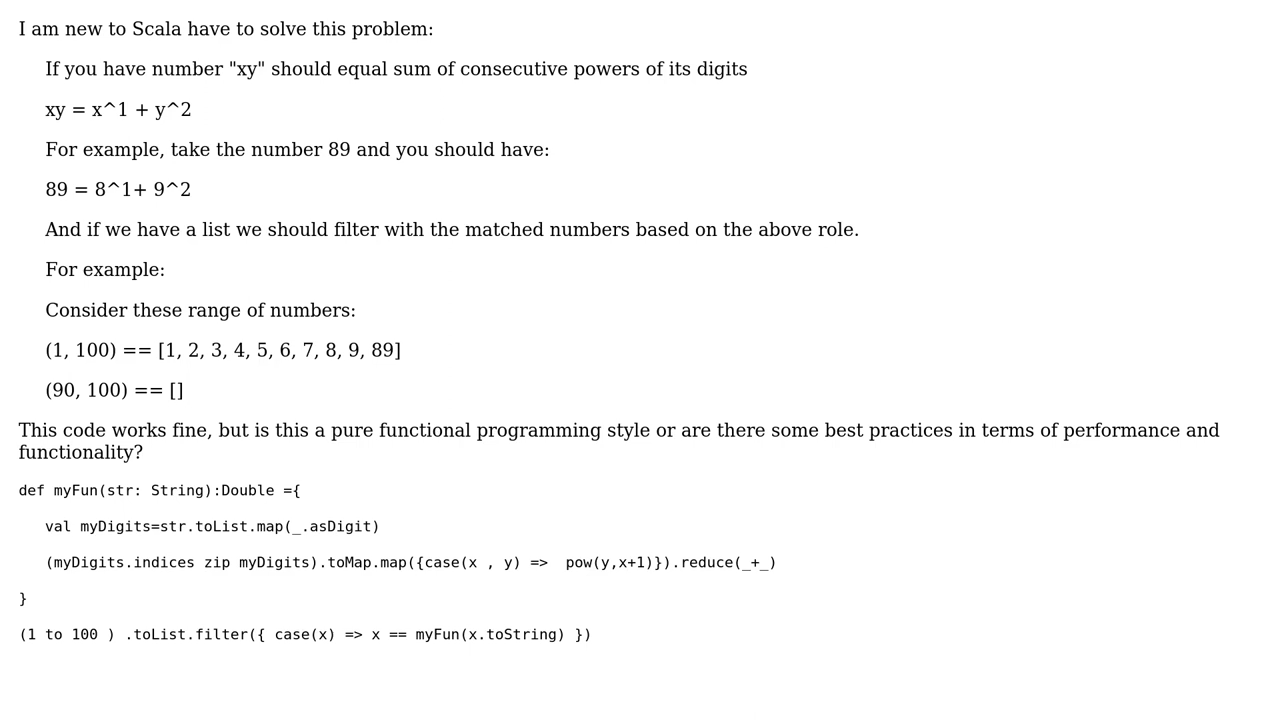 I am new to Scala have to solve this problem:
If you have number "xy" should equal sum of consecutive powers of its digits
xy = x^1 + y^2
For example, take the number 89 and you should have:
89 = 8^1+ 9^2
And if we have a list we should filter with the matched numbers based on the above role.
For example:
Consider these range of numbers:
(1, 100) == [1, 2, 3, 4, 5, 6, 7, 8, 9, 89]
(90, 100) == []
This code works fine, but is this a pure functional programming style or are there some best practices in terms of performance and
functionality?
def myFun(str: String):Double ={
val myDigits=str.toList.map(_.asDigit)
(myDigits.indices zip myDigits).toMap.map({case(x , y) =>  pow(y,x+1)}).reduce(_+_)
}
(1 to 100 ) .toList.filter({ case(x) => x == myFun(x.toString) })